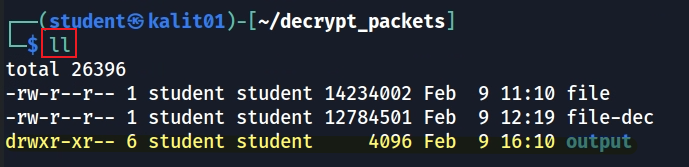 ┌──(student㉿kalit01)-[~/decrypt_packets]
└─$ ll
total 26396
-rw-r--r-- 1 student student 14234002 Feb  9 11:10 file
-rw-r--r-- 1 student student 12784501 Feb  9 12:19 file-dec
drwxr-xr-- 6 student student     4096 Feb  9 16:10 output